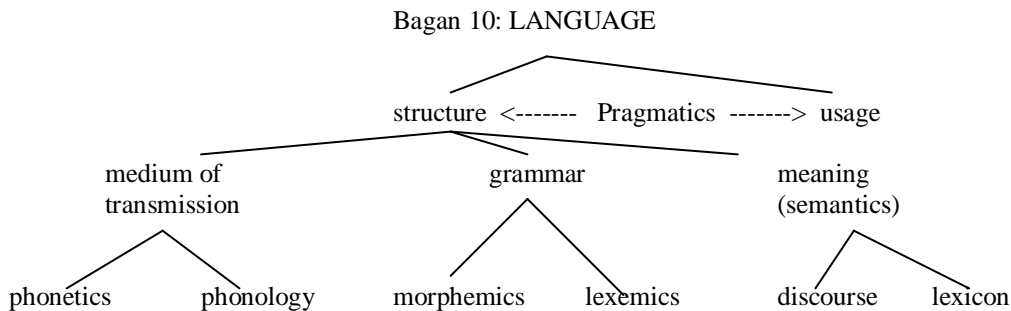 Bagan 10: LANGUAGE
structure <------- Pragmatics -------> usage
medium of
transmission
grammar
meaning
(semantics)
phonetics phonology morphemics lexemics discourse lexicon